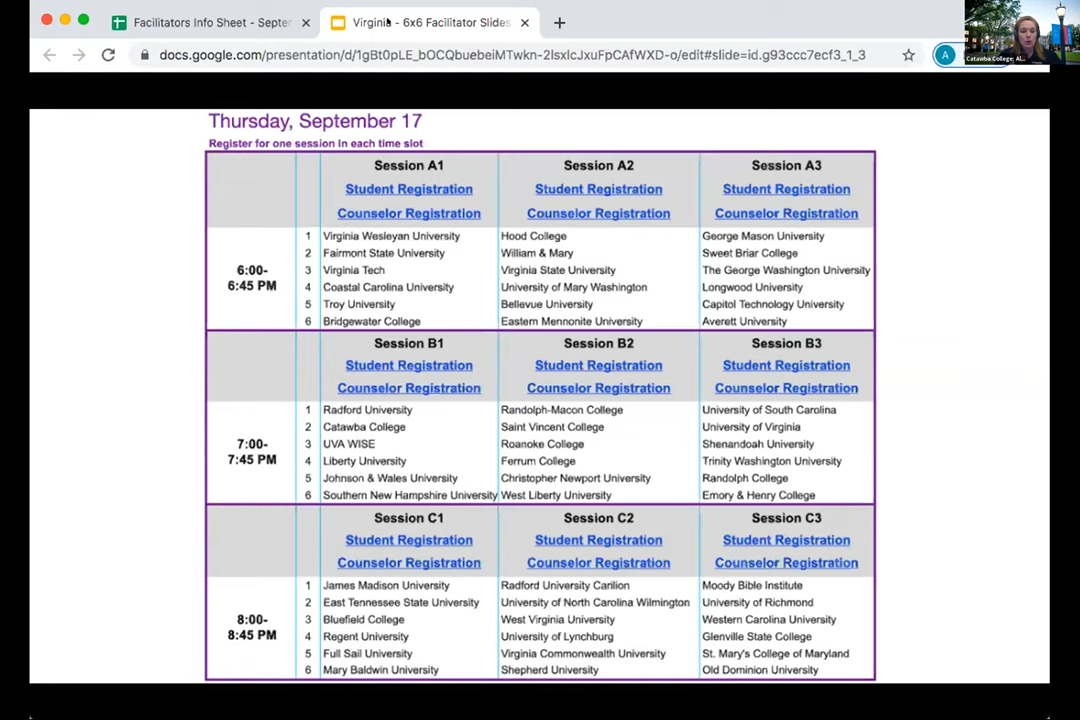 Facilitators Info Sheet - Septer
Virginia - 6x6 Facilitator Slides
docs.google.com/presentation/d/1gBt0pLE_bOCQbuebeiMTwkn-2lsxlcJxuFpCAfWXD-o/edit#slide=id.g93ccc7ecf3_1_3
A
Catawba College: AL...
Thursday, September 17
Register for one session in each time slot
Session A1 Session A2 Session A3
Student Registration Student Registration Student Registration
Counselor Registration Counselor Registration Counselor Registration
6:00-
6:45 PM
1 Virginia Wesleyan University Hood College George Mason University
2 Fairmont State University William & Mary Sweet Briar College
3 Virginia Tech Virginia State University The George Washington University
4 Coastal Carolina University University of Mary Washington Longwood University
5 Troy University Bellevue University Capitol Technology University
6 Bridgewater College Eastern Mennonite University Averett University
Session B1 Session B2 Session B3
Student Registration Student Registration Student Registration
Counselor Registration Counselor Registration Counselor Registration
7:00-
7:45 PM
1 Radford University Randolph-Macon College University of South Carolina
2 Catawba College Saint Vincent College University of Virginia
3 UVA WISE Roanoke College Shenandoah University
4 Liberty University Ferrum College Trinity Washington University
5 Johnson & Wales University Christopher Newport University Randolph College
6 Southern New Hampshire University West Liberty University Emory & Henry College
Session C1 Session C2 Session C3
Student Registration Student Registration Student Registration
Counselor Registration Counselor Registration Counselor Registration
8:00-
8:45 PM
1 James Madison University Radford University Carilion Moody Bible Institute
2 East Tennessee State University University of North Carolina Wilmington University of Richmond
3 Bluefield College West Virginia University Western Carolina University
4 Regent University University of Lynchburg Glenville State College
5 Full Sail University Virginia Commonwealth University St. Mary's College of Maryland
6 Mary Baldwin University Shepherd University Old Dominion University